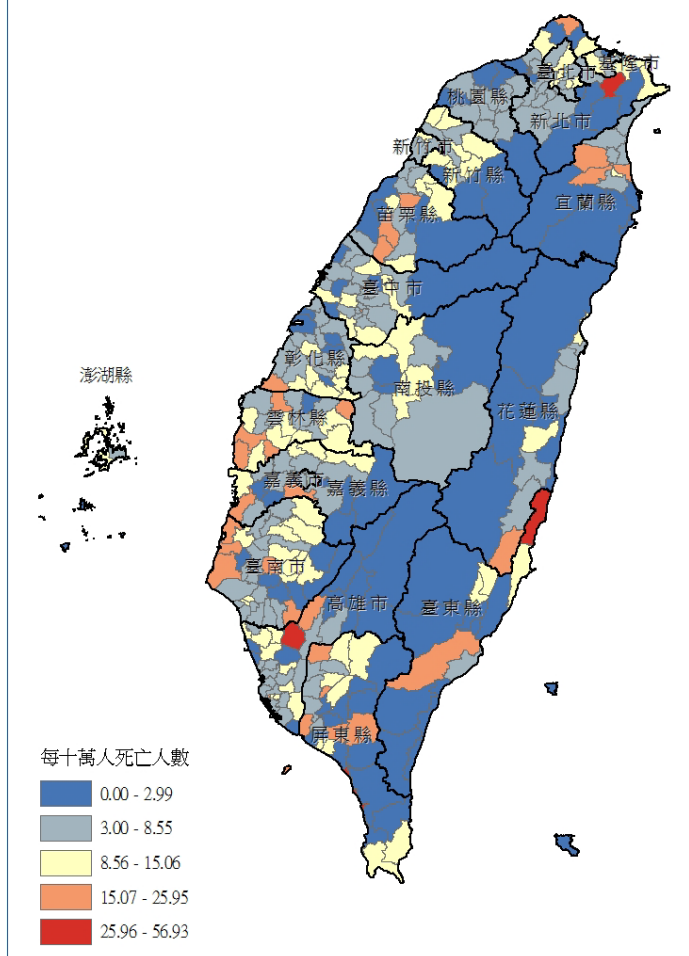 基隆市
臺北市
桃園縣
新北市
新竹市
新竹縣
宜蘭縣
苗栗縣
臺中市
彰化縣
澎湖縣
南投縣
花蓮縣
雲林縣
嘉義市
嘉義縣
臺南市
高雄市
臺東縣
屏東縣
每十萬人死亡人數
0.00 - 2.99
3.00 - 8.55
8.56 - 15.06
15.07 - 25.95
25.96 - 56.93